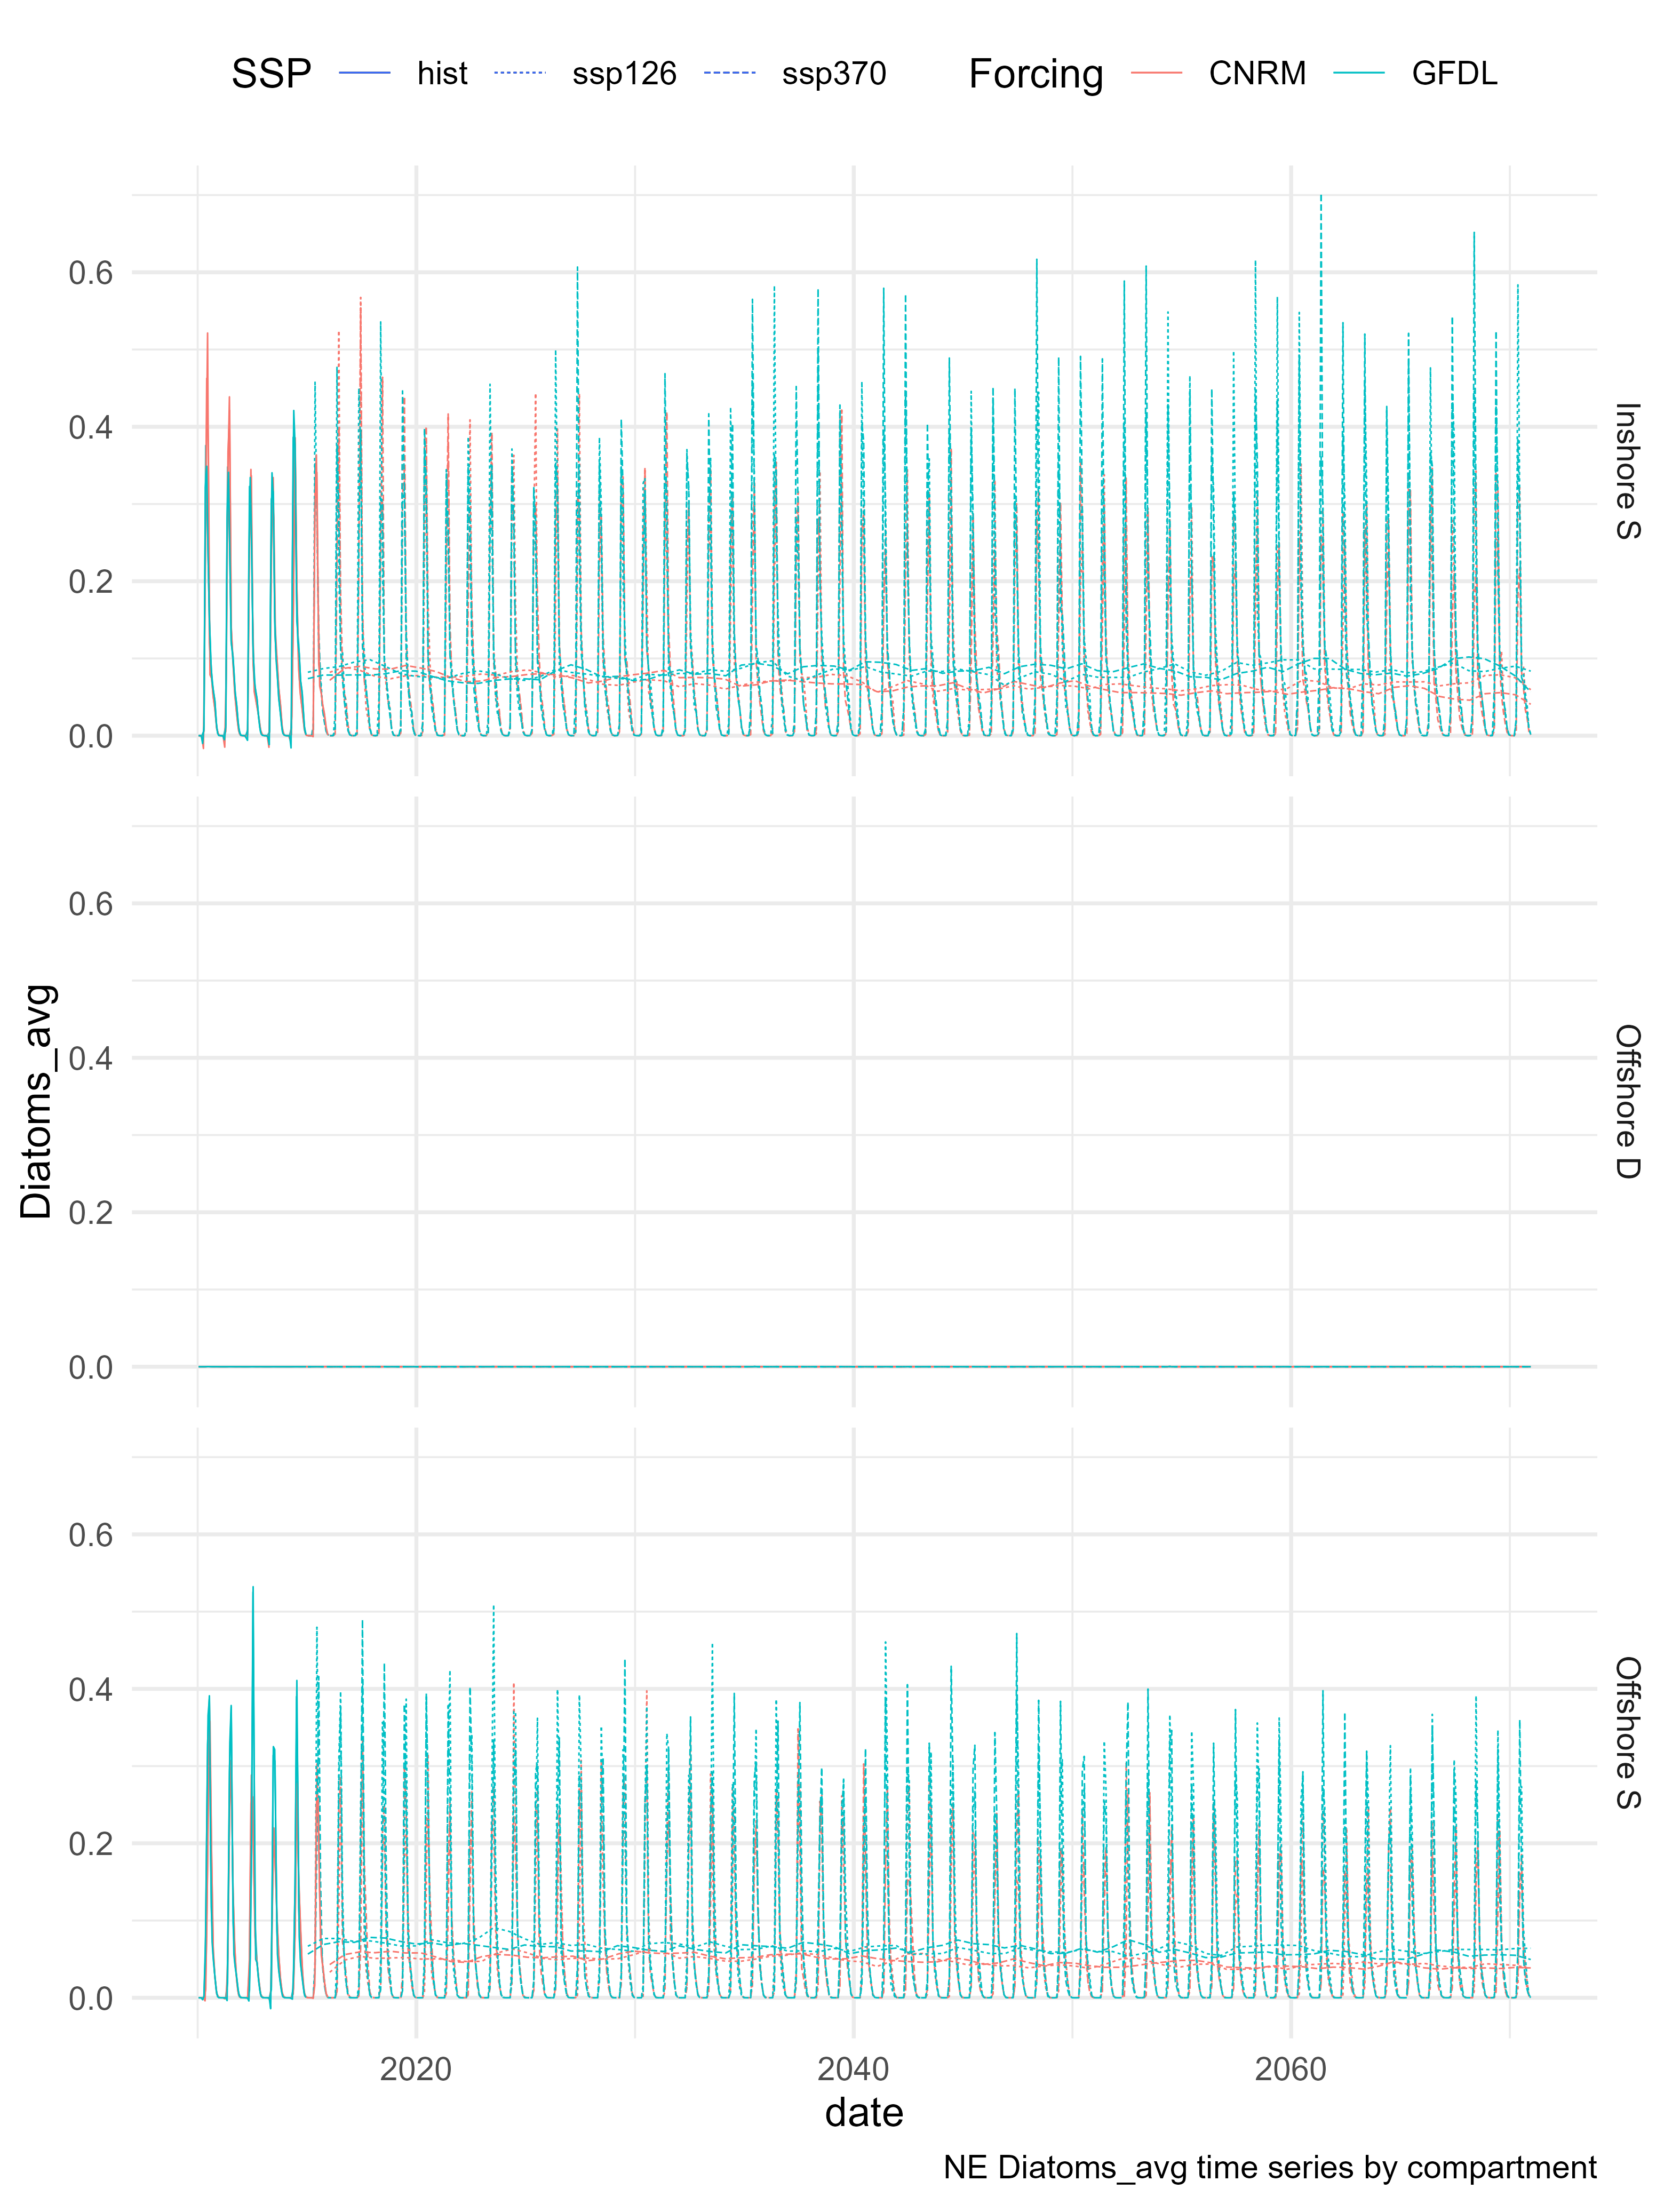 SSP hist ssp126 ssp370 Forcing CNRM GFDL
0.6
0.4
0.2
0.0
Inshore S
0.6
0.4
0.2
0.0
Offshore D
Diatoms_avg
0.6
0.4
0.2
0.0
Offshore S
2020 2040 2060
date
NE Diatoms_avg time series by compartment